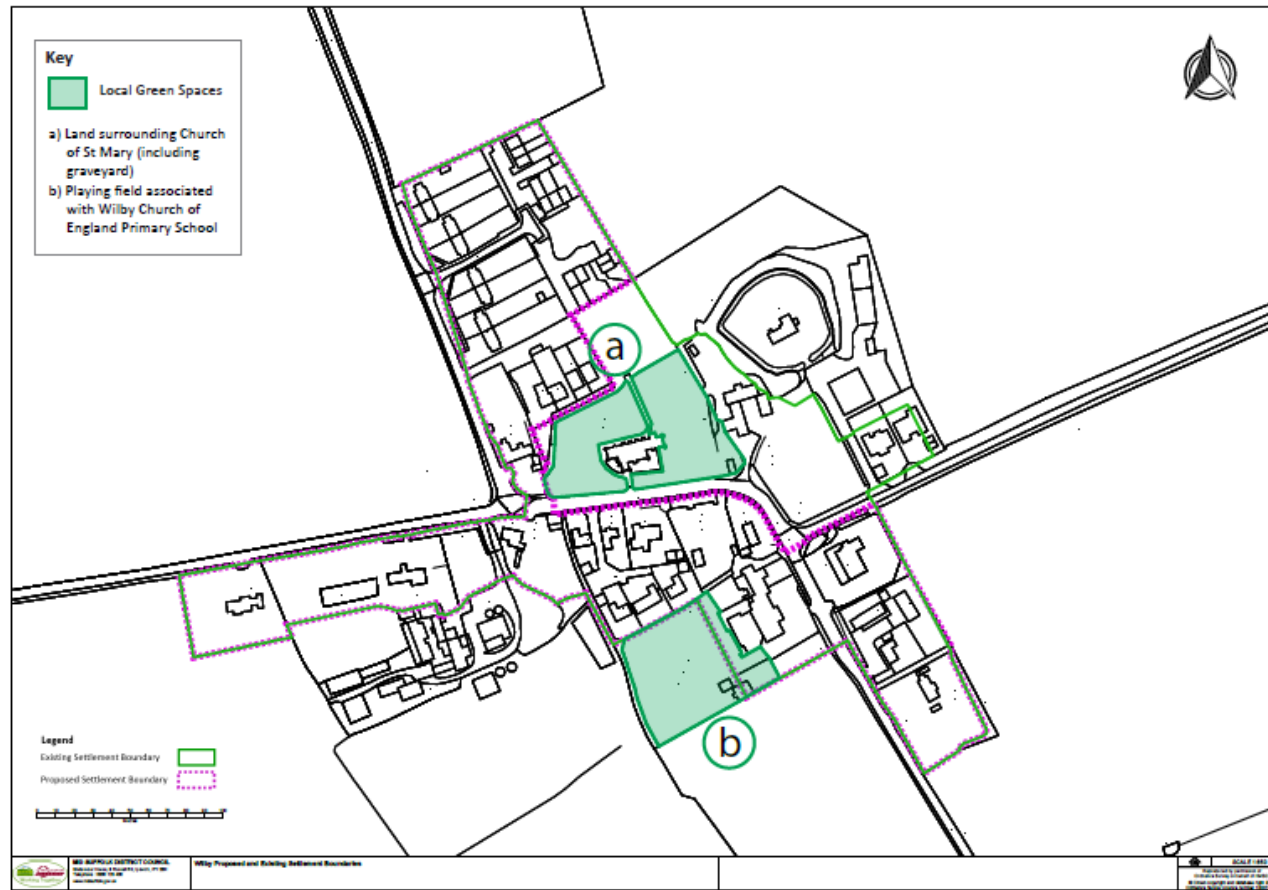 Key
Local Green Spaces
a) Land surrounding Church
of St Mary (including
graveyard)
b) Playing field associated
with Wilby Church of
England Primary School
a
b
Legend
Existing Settlement Boundary
Proposed Settlement Boundary
MID SUFFOLK DISTRICT COUNCIL
Wilby Proposed and Existing Settlement Boundaries